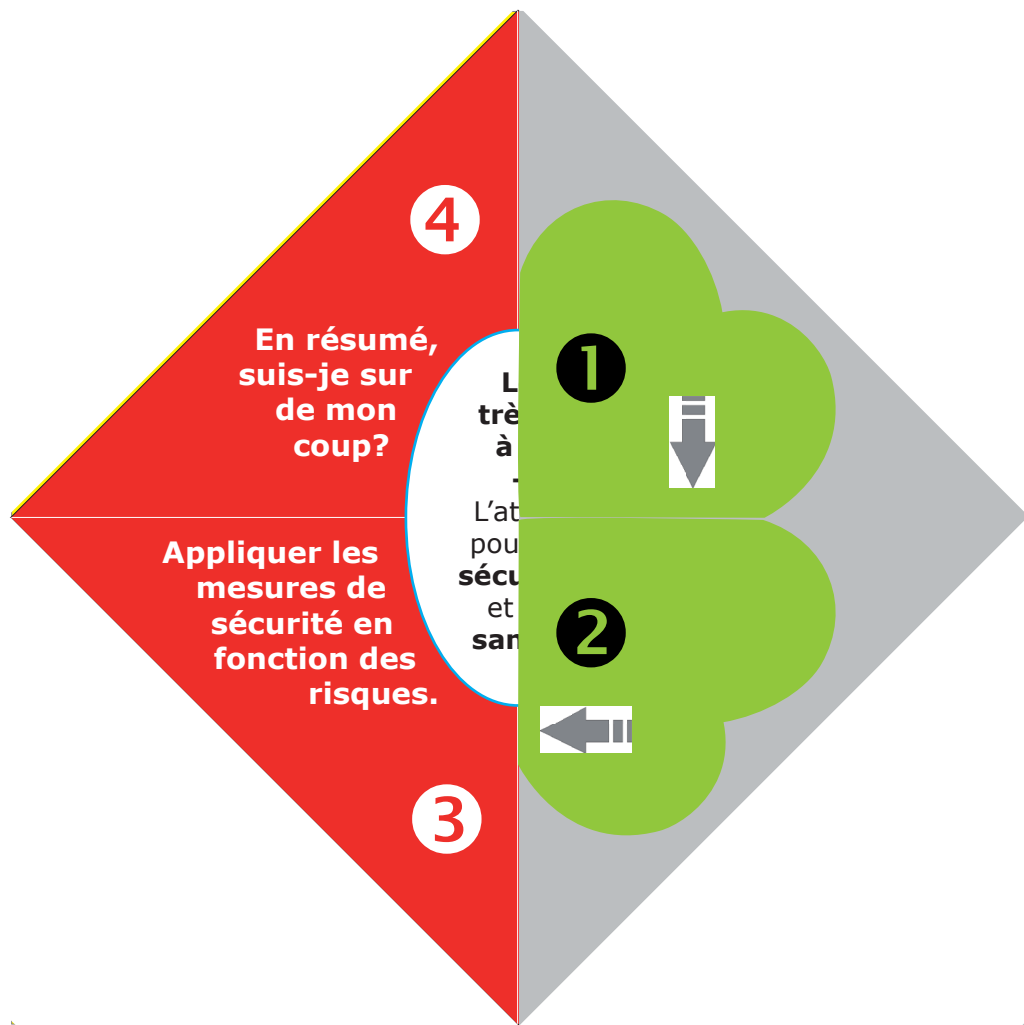 4
En résumé,
suis-je sur
de mon
coup?
1
L
trè
à
-
L’at
pou
sécu
et
san
Appliquer les
mesures de
sécurité en
fonction des
risques.
2
3